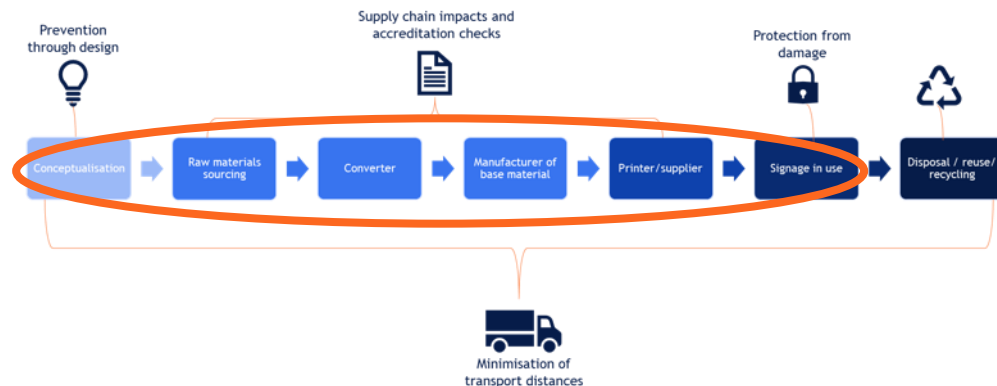 Prevention
through design
Supply chain impacts and
accreditation checks
Protection from
damage
Conceptualisation
Raw materials
sourcing
Converter
Manufacturer of
base material
Printer/supplier
Signage in use
Disposal / reuse/
recycling
Minimisation of
transport distances